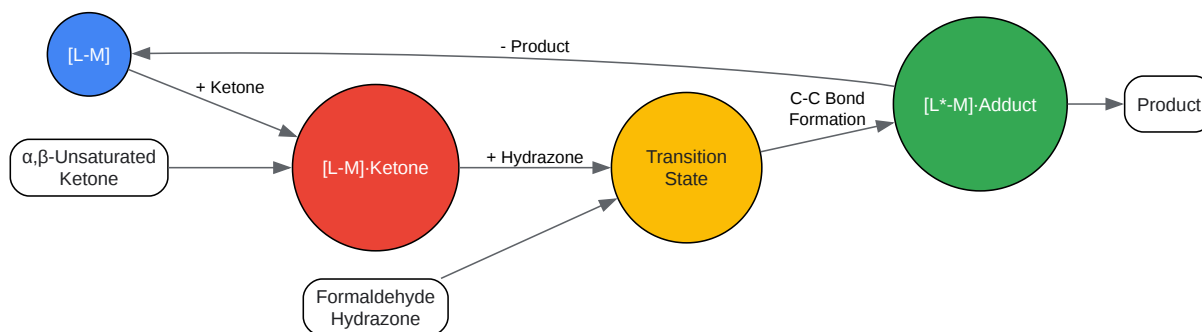 [L-M]
- Product
+ Ketone
α,β-Unsaturated
Ketone
[L-M]·Ketone
+ Hydrazone
Formaldehyde
Hydrazone
Transition
State
C-C Bond
Formation
[L*-M]·Adduct
Product